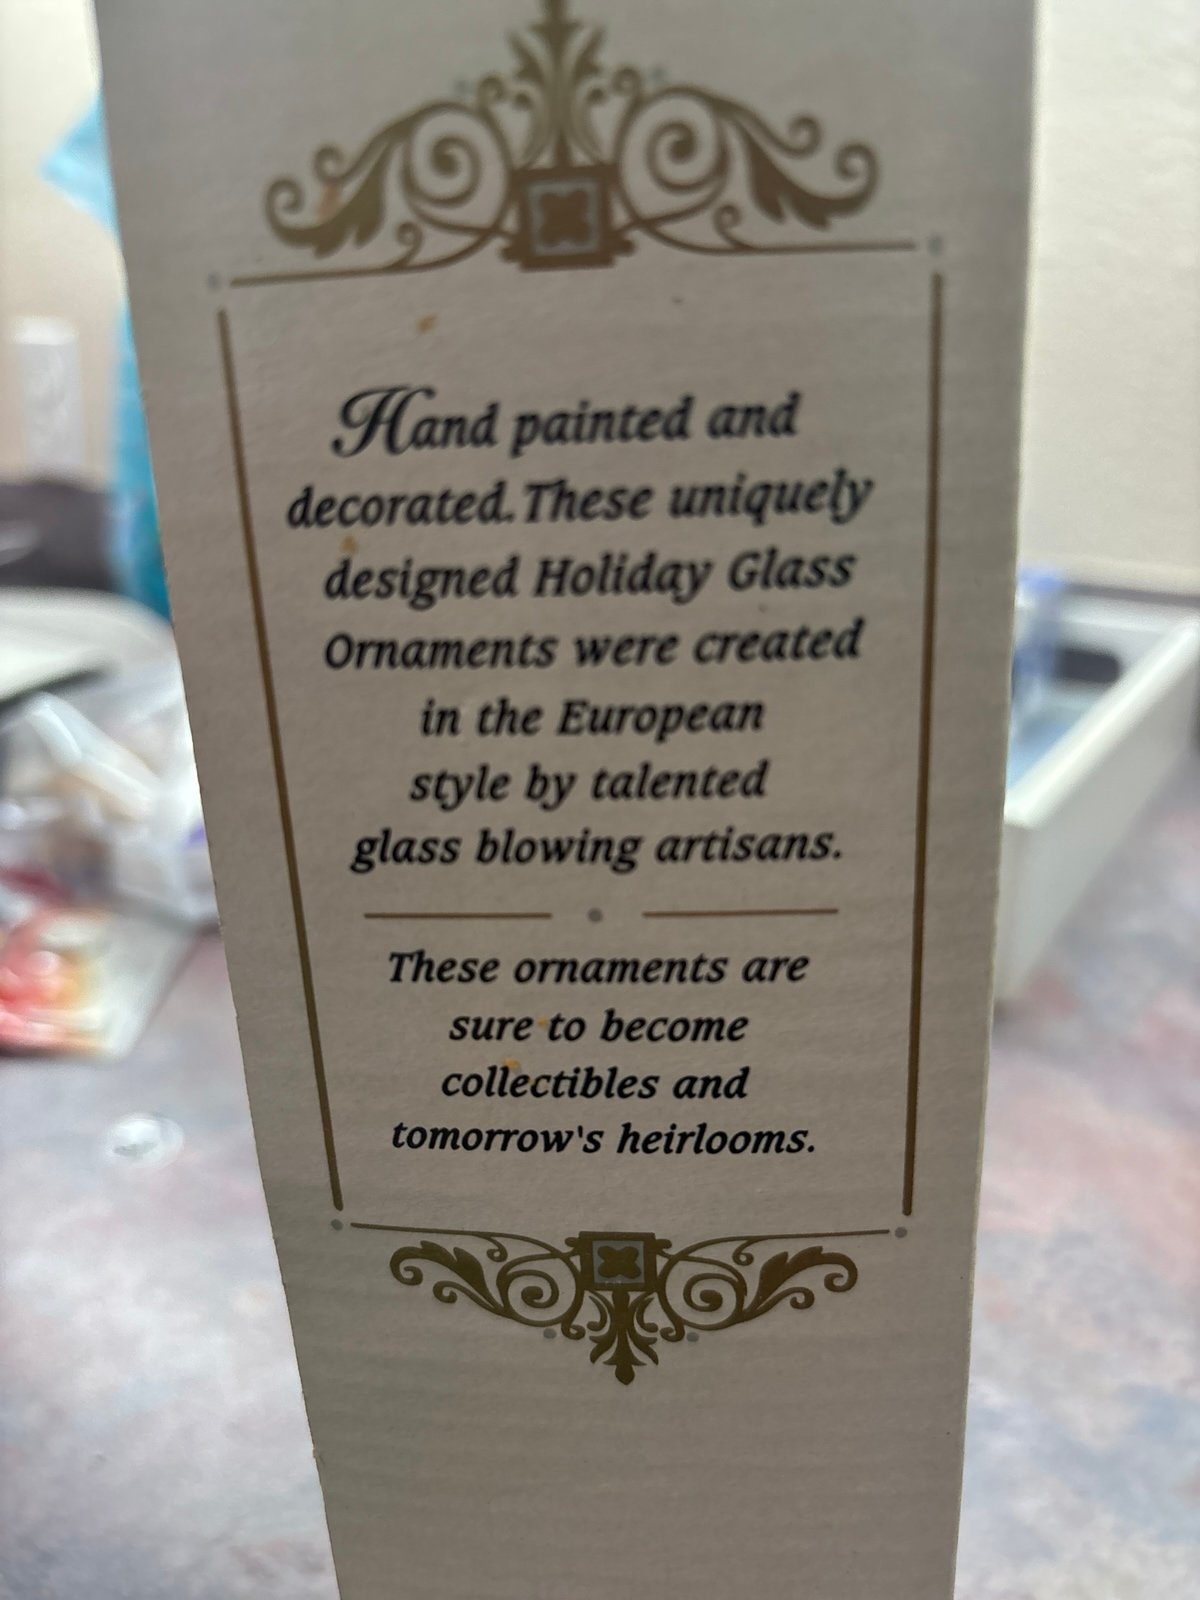 Hand painted and
decorated. These uniquely
designed Holiday Glass
Ornaments were created
in the European
style by talented
glass blowing artisans.
These ornaments are
sure to become
collectibles and
tomorrow's heirlooms.